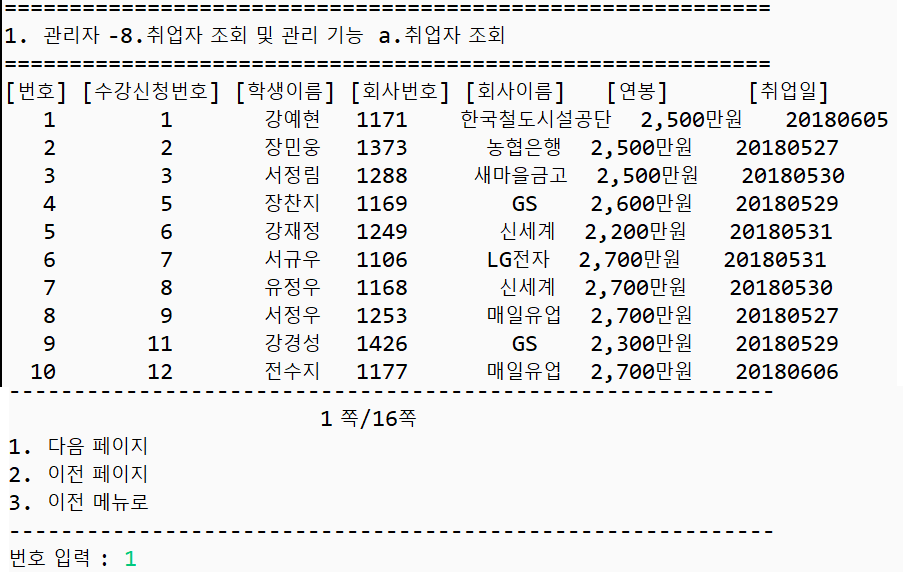 ===========================================================
1. 관리자 -8.취업자 조회 및 관리 기능 a.취업자 조회
===========================================================
[번호] [수강신청번호] [학생이름] [회사번호] [회사이름] [연봉] [취업일]
1 1 강예현 1171 한국철도시설공단 2,500만원 20180605
2 2 장민웅 1373 농협은행 2,500만원 20180527
3 3 서정림 1288 새마을금고 2,500만원 20180530
4 5 장찬지 1169 GS 2,600만원 20180529
5 6 강재정 1249 신세계 2,200만원 20180531
6 7 서규우 1106 LG전자 2,700만원 20180531
7 8 유정우 1168 신세계 2,700만원 20180530
8 9 서정우 1253 매일유업 2,700만원 20180527
9 11 강경성 1426 GS 2,300만원 20180529
10 12 전수지 1177 매일유업 2,700만원 20180606
-----------------------------------------------------------
1 쪽/16쪽
1. 다음 페이지
2. 이전 페이지
3. 이전 메뉴로
-----------------------------------------------------------
번호 입력 : 1